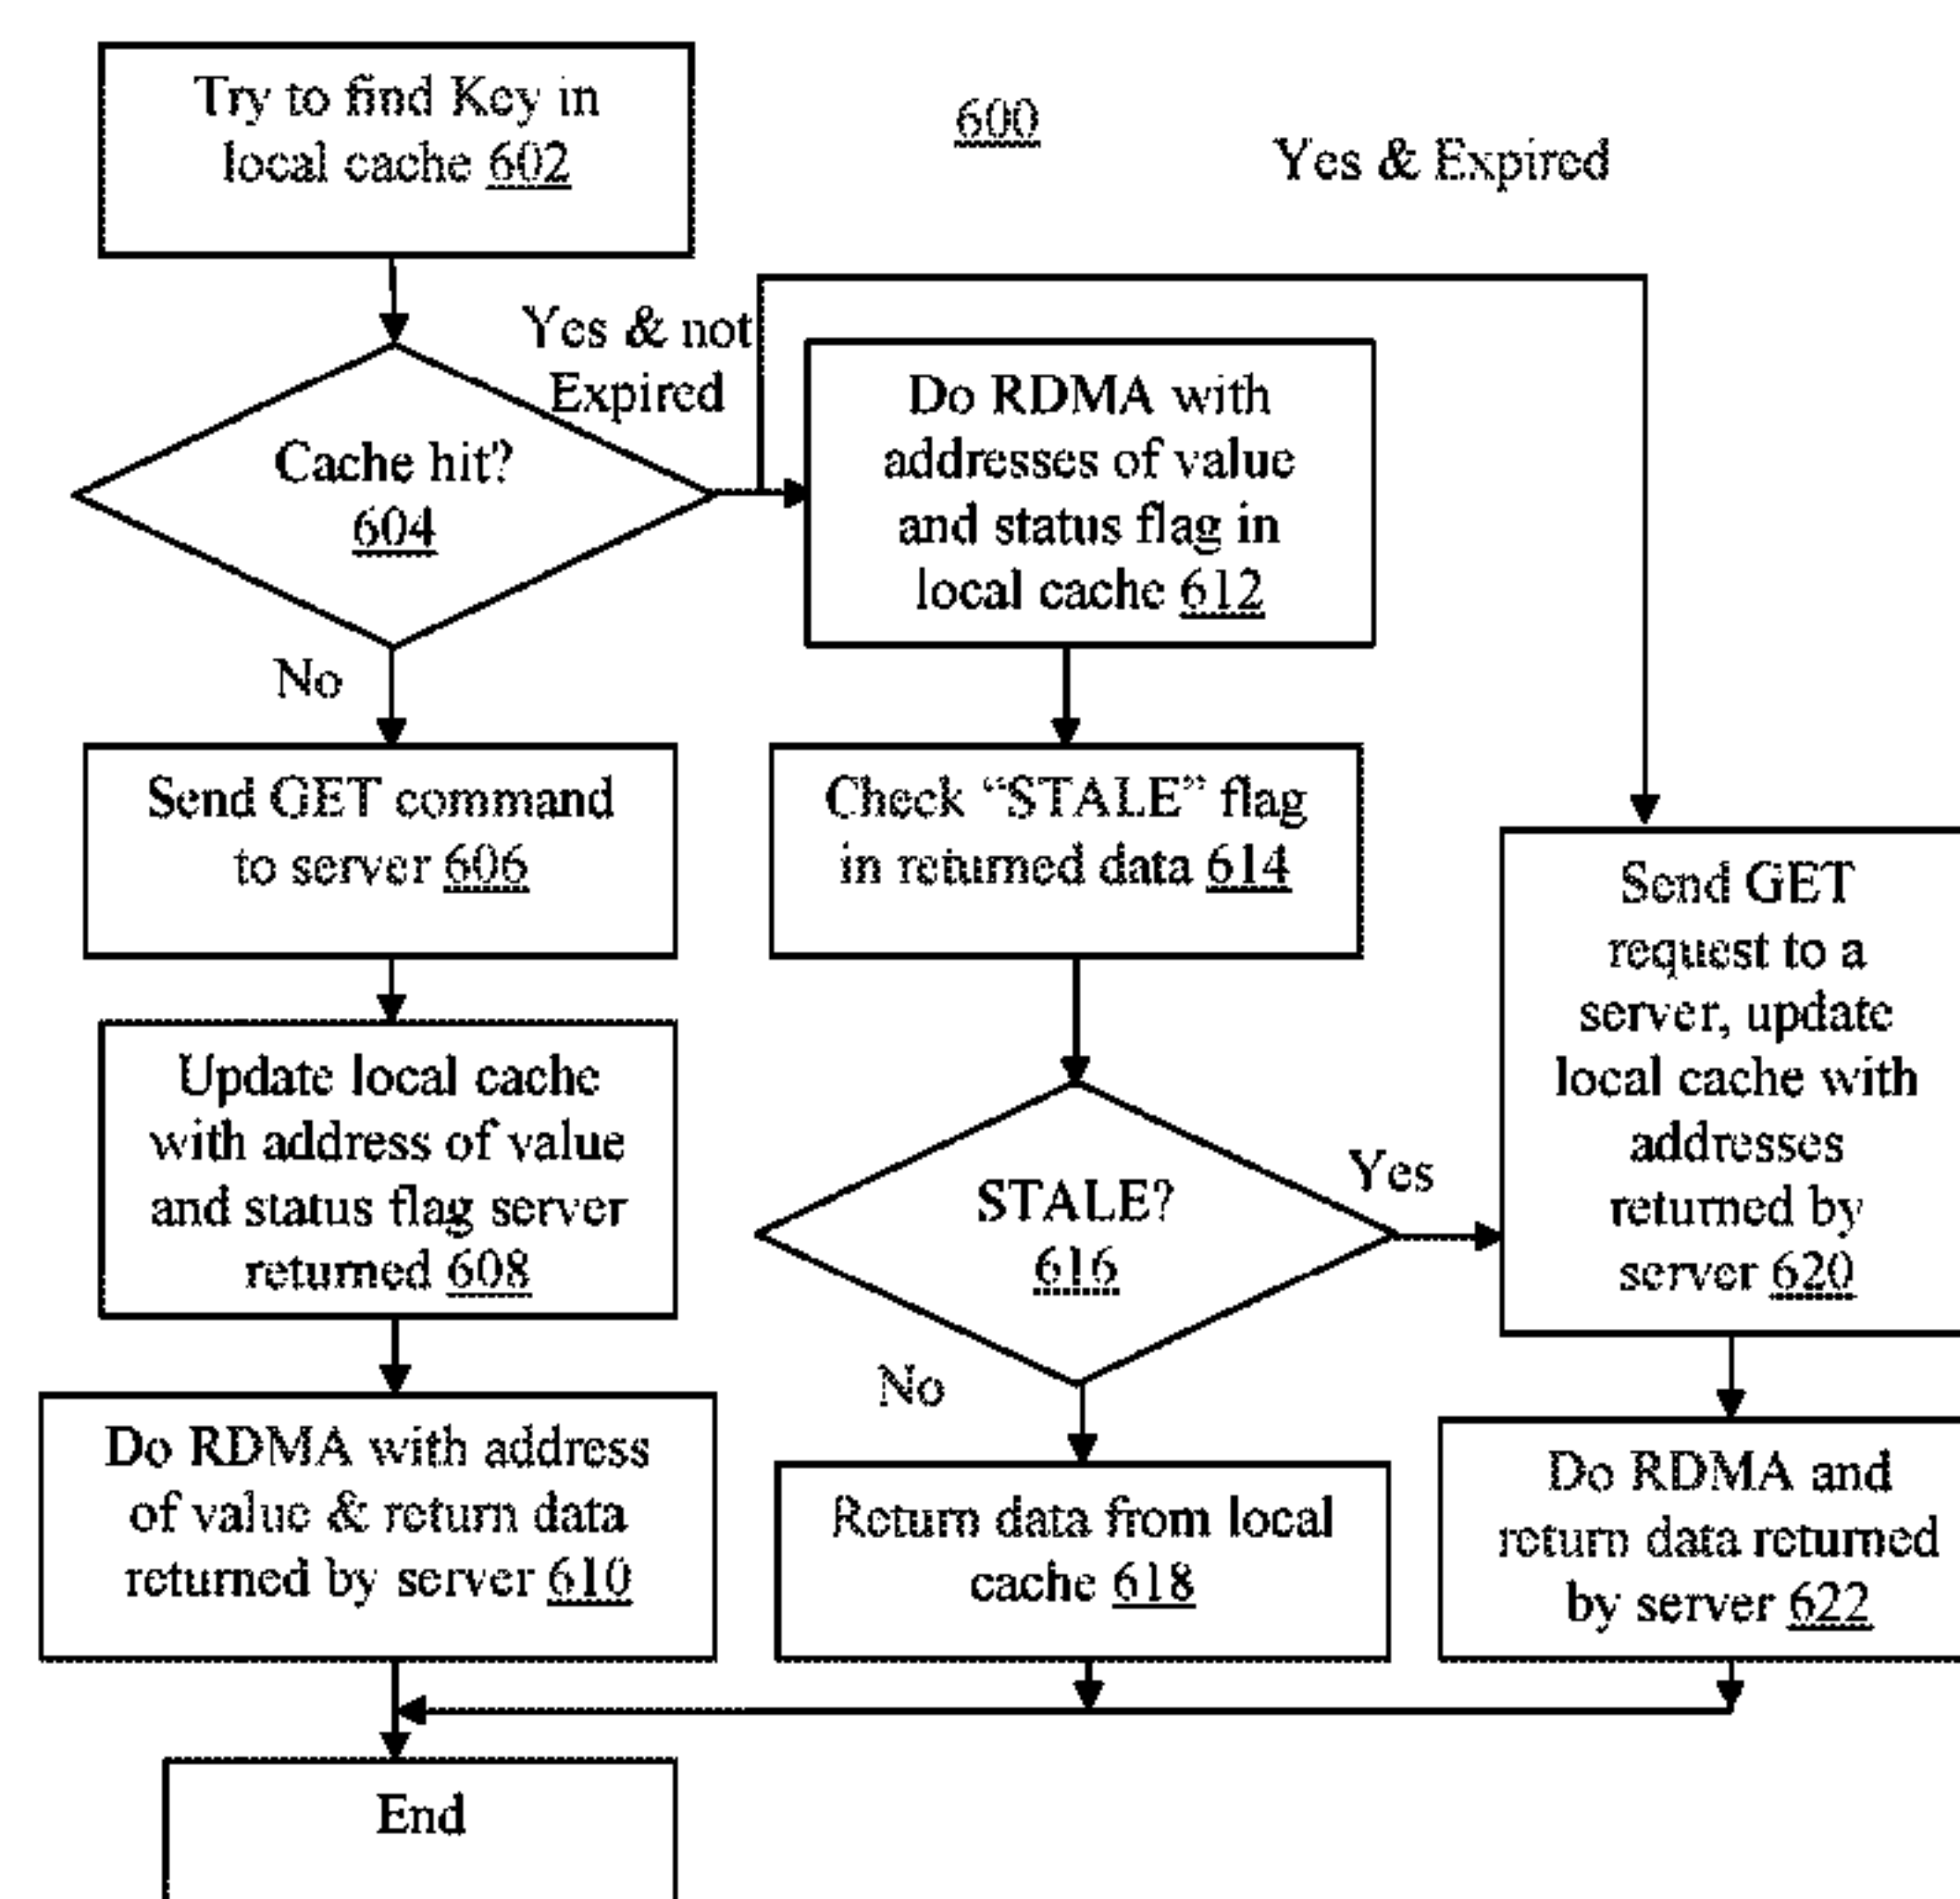 Try to find Key in
local cache 602
600
Yes & Expired
Yes & not
Expired
Cache hit?
604
Do RDMA with
addresses of value
and status flag in
local cache 612
No
Send GET command
to server 606
Check “STALE” flag
in returned data 614
Send GET
request to a
server, update
local cache with
addresses
returned by
server 620
Update local cache
with address of value
and status flag server
returned 608
STALE?
616
Yes
No
Do RDMA with address
of value & return data
returned by server 610
Return data from local
cache 618
Do RDMA and
return data returned
by server 622
End